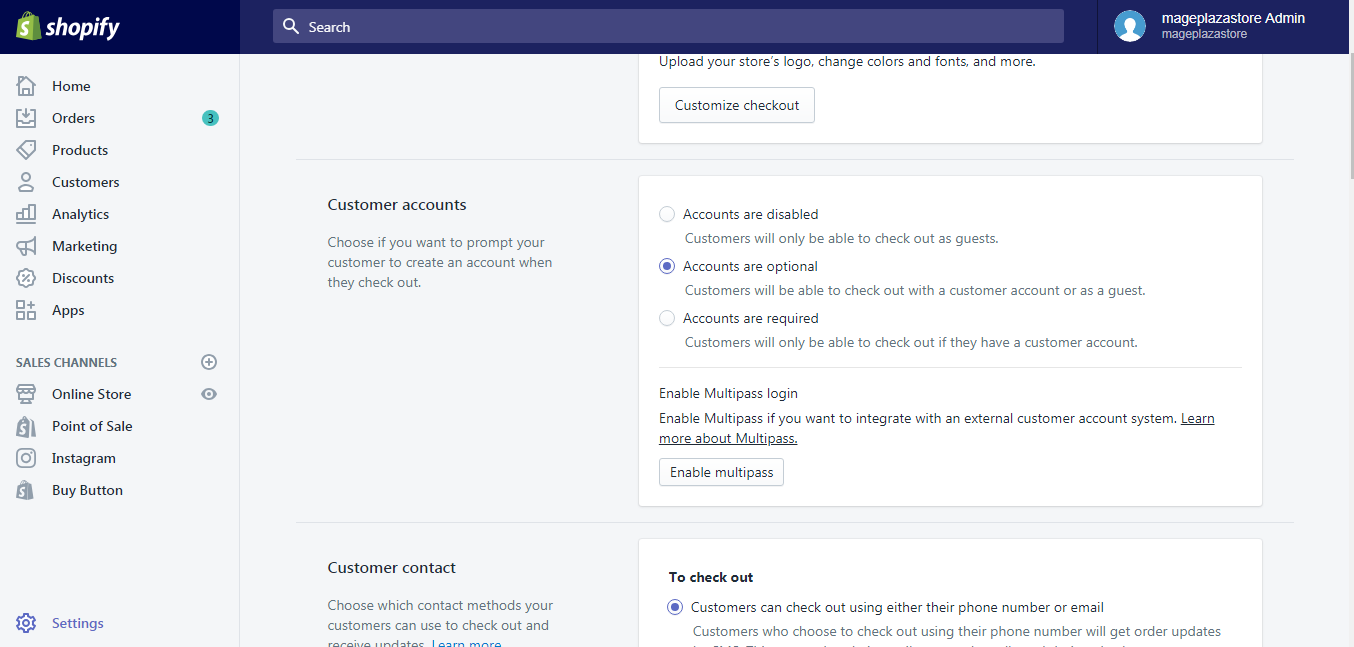 shopify
Search
mageplazastore Admin
mageplazastore
Home
Orders
3
Products
Customers
Analytics
Marketing
Discounts
Apps
SALES CHANNELS
Online Store
Point of Sale
Instagram
Buy Button
Settings
Upload your store's logo, change colors and fonts, and more.
Customize checkout
Customer accounts
Choose if you want to prompt your
customer to create an account when
they check out.
Accounts are disabled
Customers will only be able to check out as guests.
Accounts are optional
Customers will be able to check out with a customer account or as a guest.
Accounts are required
Customers will only be able to check out if they have a customer account.
Enable Multipass login
Enable Multipass if you want to integrate with an external customer account system. Learn
more about Multipass.
Enable multipass
Customer contact
Choose which contact methods your
customers can use to check out and
receive updates. Learn more
To check out
Customers can check out using either their phone number or email
Customers who choose to check out using their phone number will get order updates